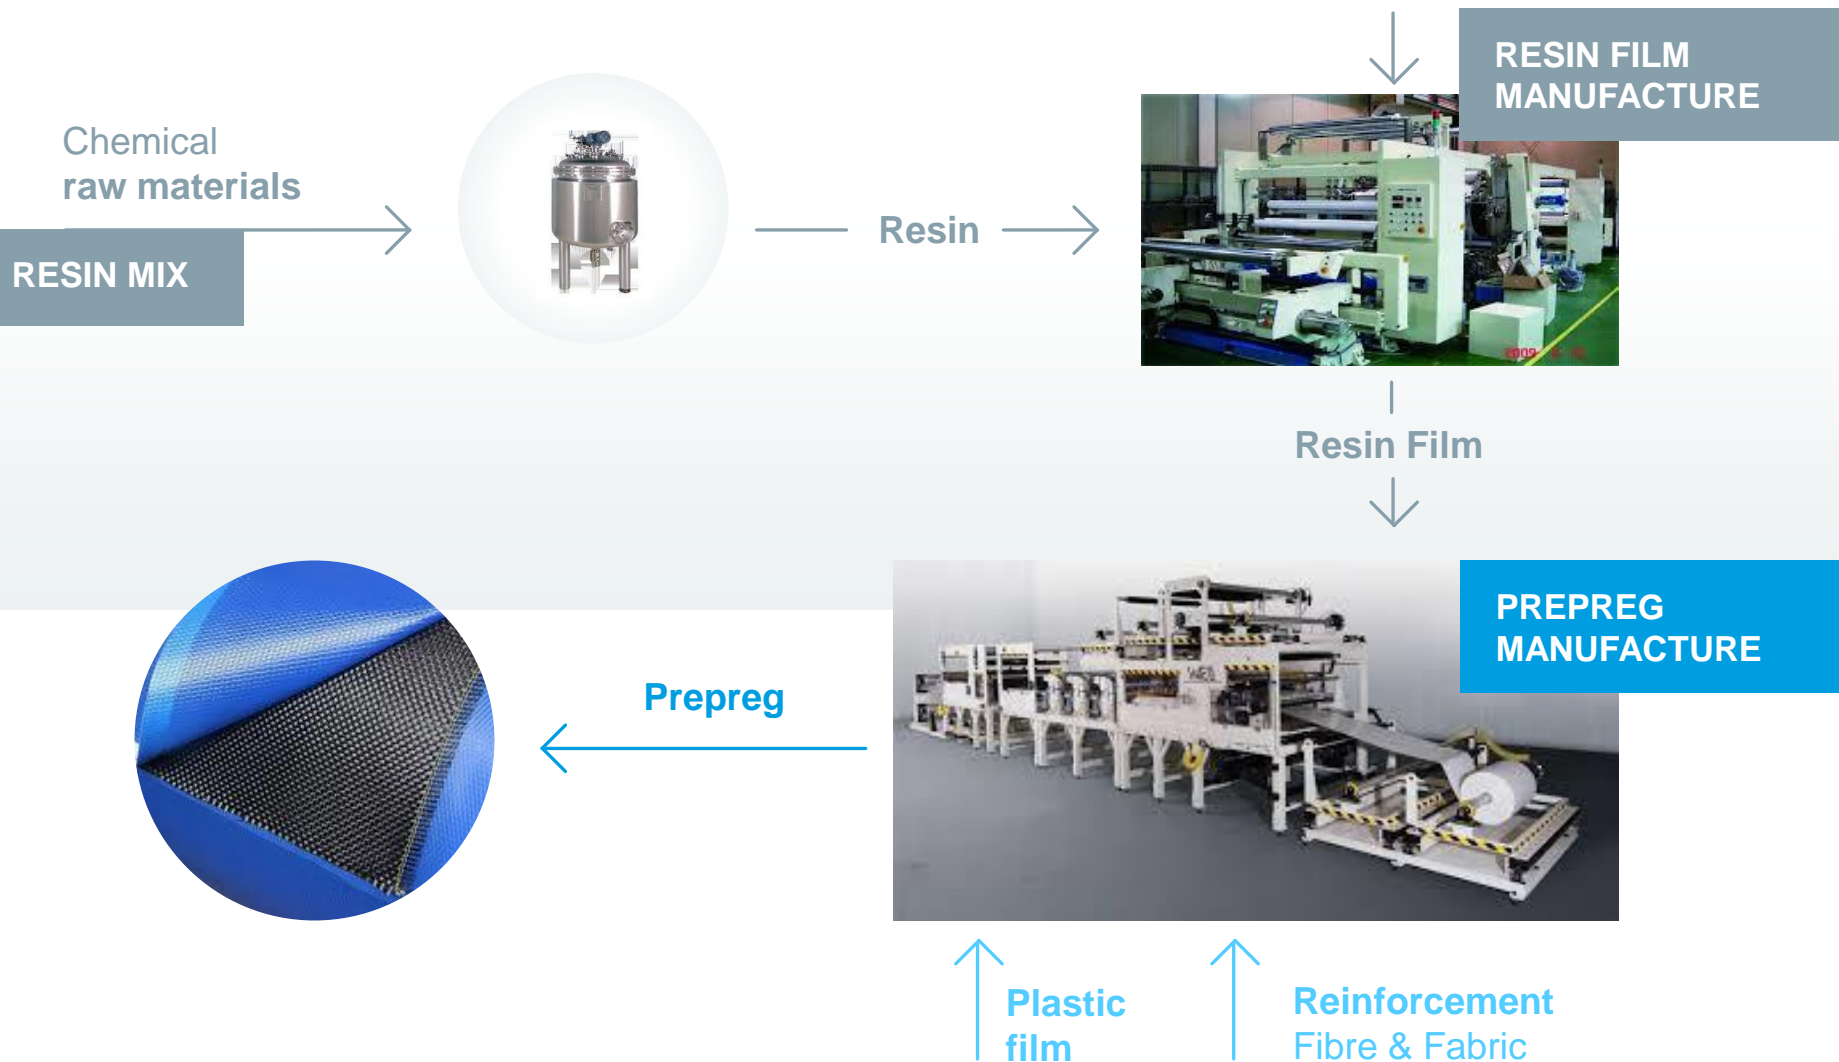 RESIN FILM
MANUFACTURE
Chemical
raw materials
RESIN MIX
Resin
2009
Resin Film
PREPREG
MANUFACTURE
Prepreg
Plastic
film
Reinforcement
Fibre & Fabric